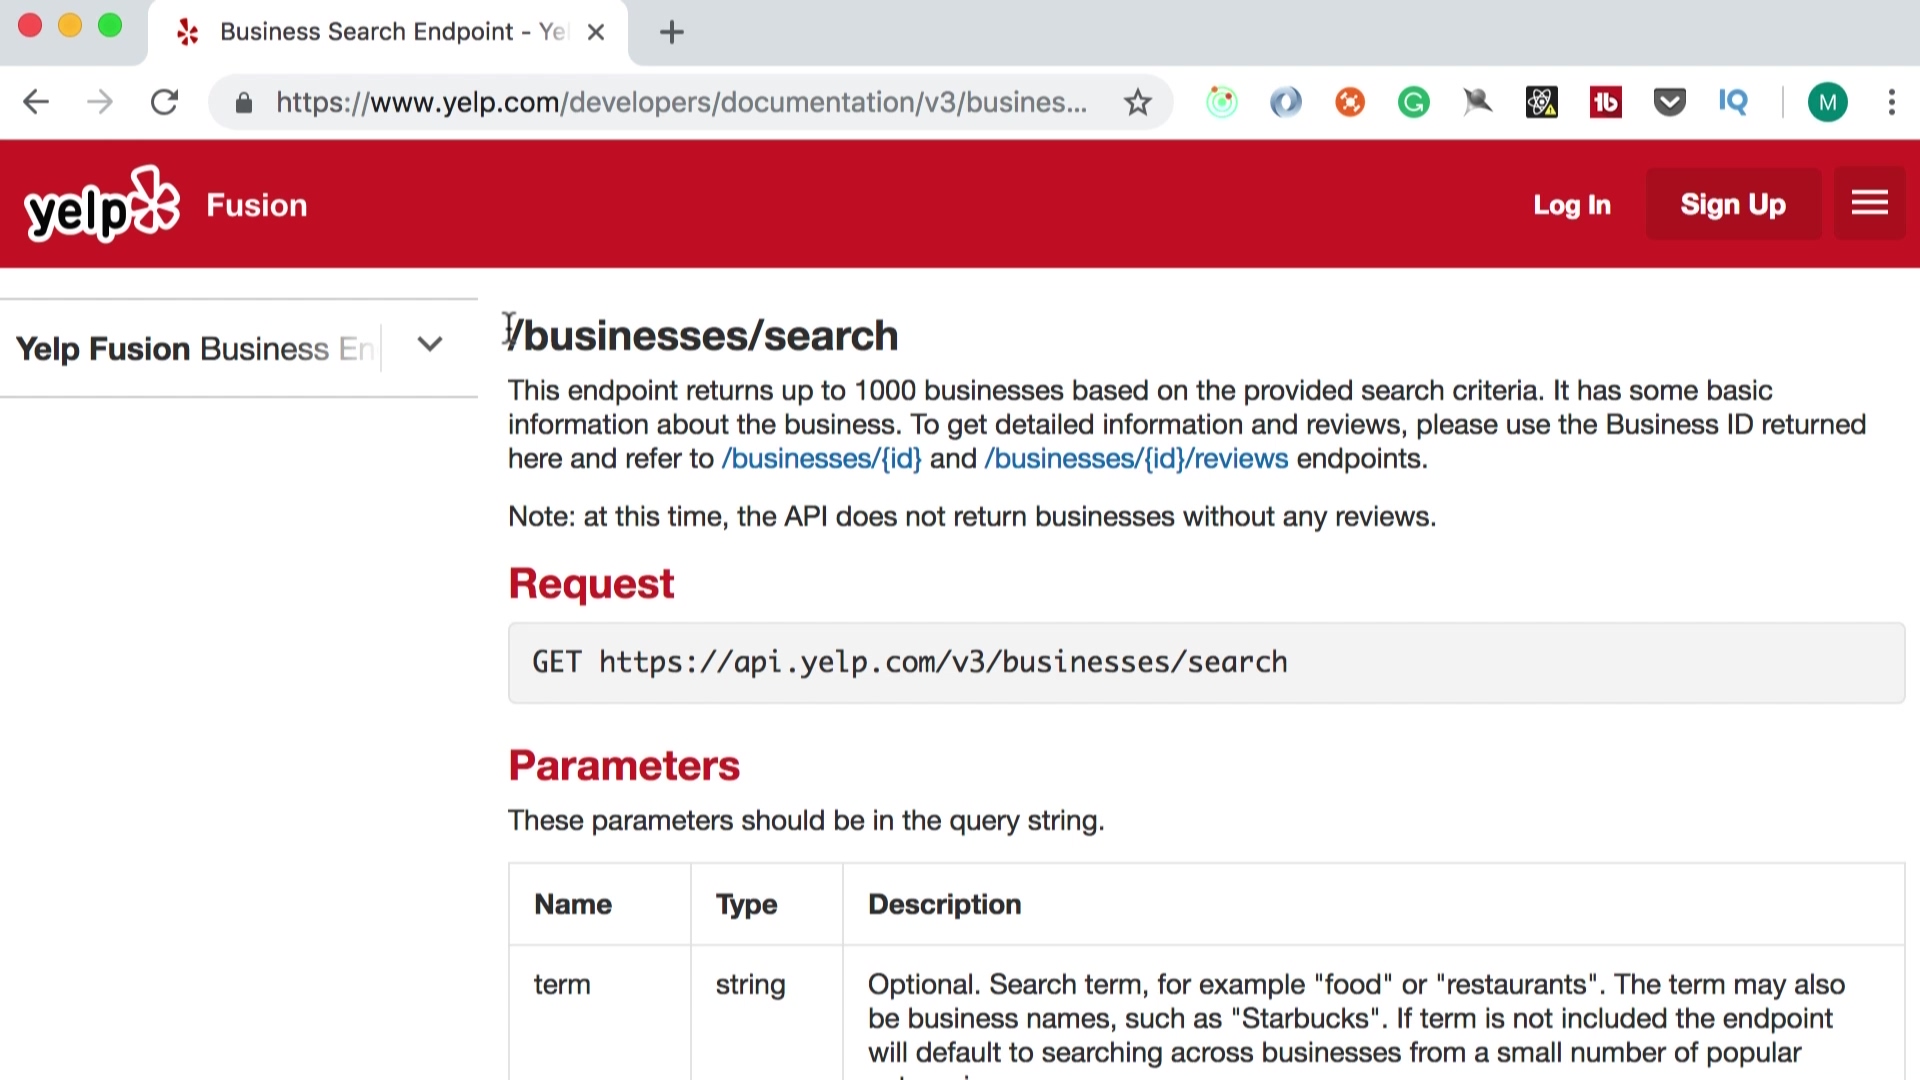 Business Search Endpoint - Ye
https://www.yelp.com/developers/documentation/v3/busines...
G
tb
IQ
M
yelp Fusion
Log In
Sign Up
Yelp Fusion Business En
/businesses/search
This endpoint returns up to 1000 businesses based on the provided search criteria. It has some basic
information about the business. To get detailed information and reviews, please use the Business ID returned
here and refer to /businesses/{id} and /businesses/{id}/reviews endpoints.
Note: at this time, the API does not return businesses without any reviews.
Request
GET https://api.yelp.com/v3/businesses/search
Parameters
These parameters should be in the query string.
Name Type Description
term string Optional. Search term, for example "food" or "restaurants". The term may also
be business names, such as "Starbucks". If term is not included the endpoint
will default to searching across businesses from a small number of popular